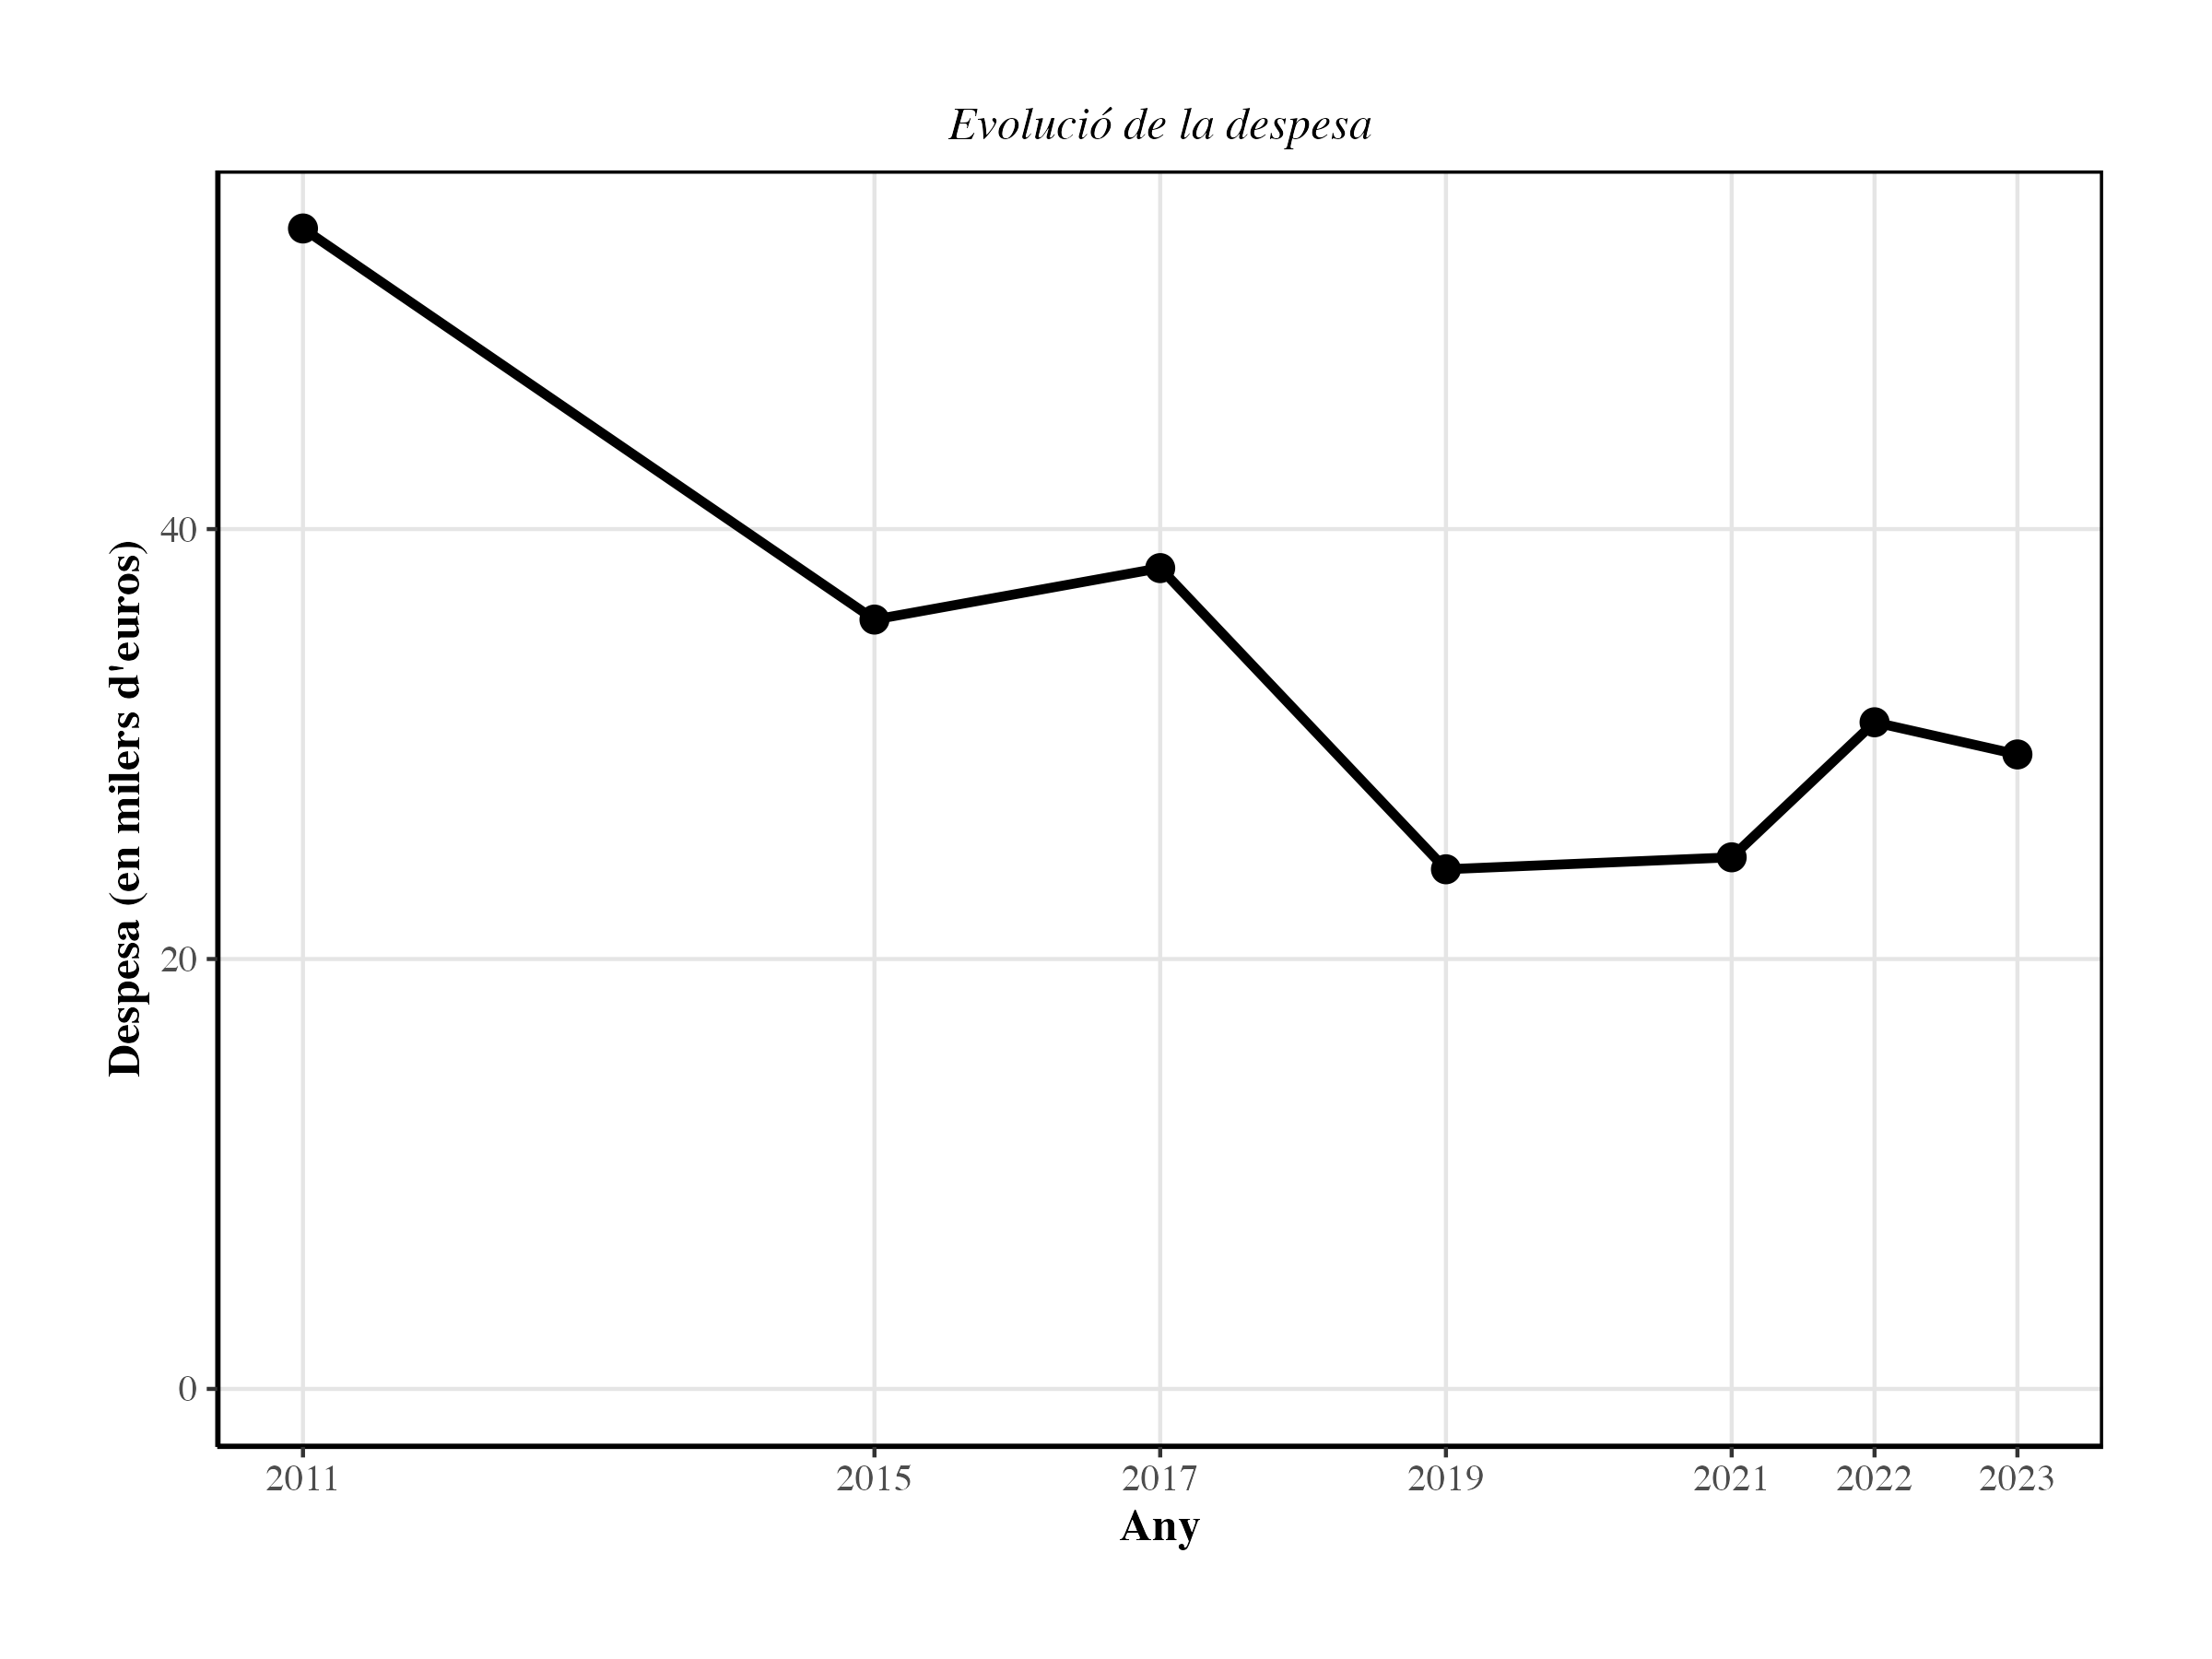 Evolució de la despesa
Despesa (en milers d'euros)
40
20
0
2011 2015 2017 2019 2021 2022 2023
Any